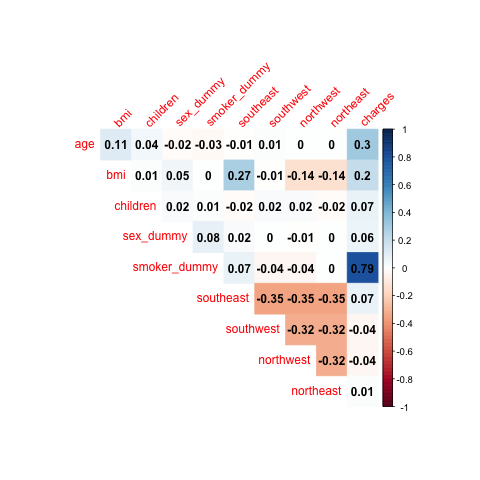 bmi children sex_dummy smoker_dummy southeast southwest northwest northeast charges
age 0.11 0.04 -0.02 -0.03 -0.01 0.01 0 0 0.3
bmi 0.01 0.05 0 0.27 -0.01 -0.14 -0.14 0.2
children 0.02 0.01 -0.02 0.02 0.02 -0.02 0.07
sex_dummy 0.08 0.02 0 -0.01 0 0.06
smoker_dummy 0.07 -0.04 -0.04 0 0.79
southeast -0.35 -0.35 -0.35 0.07
southwest -0.32 -0.32 -0.04
northwest -0.32 -0.04
northeast 0.01
1
0.8
0.6
0.4
0.2
0
-0.2
-0.4
-0.6
-0.8
-1